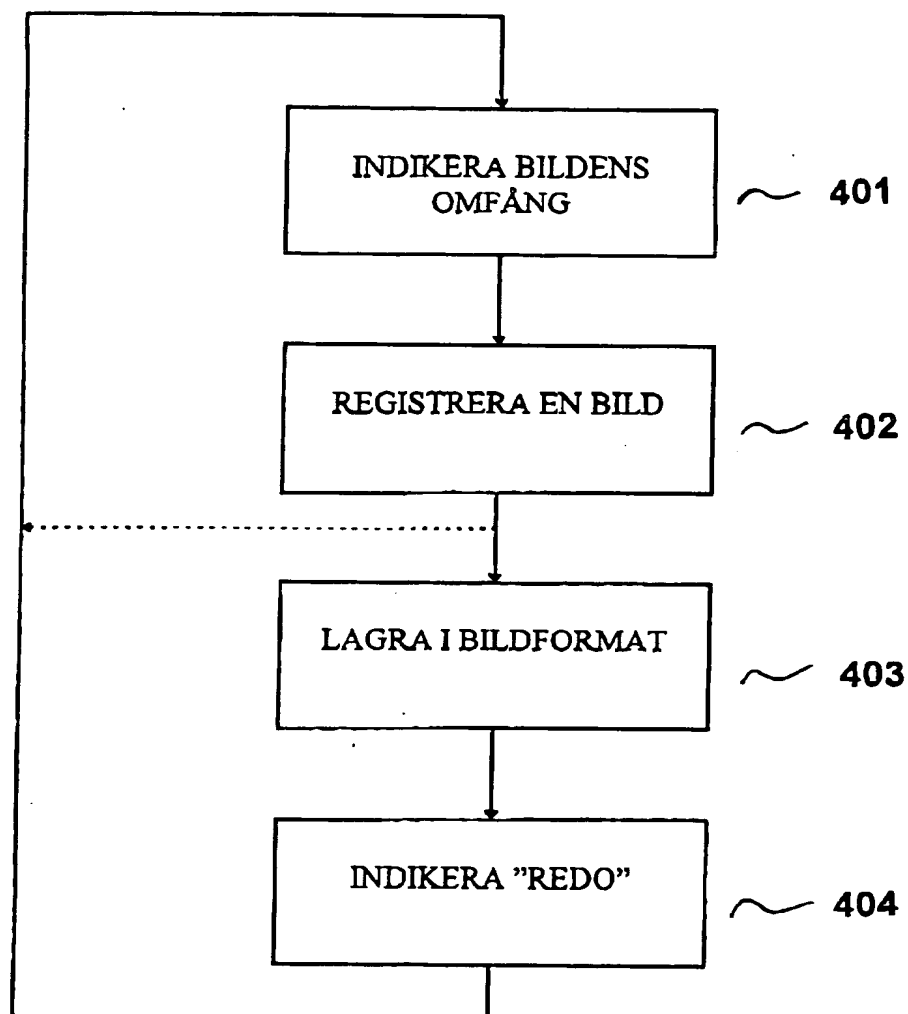 INDIKERA BILDENS
OMFÅNG
401
REGISTRERA EN BILD
402
LAGRA I BILDFORMAT
403
INDIKERA ”REDO”
404